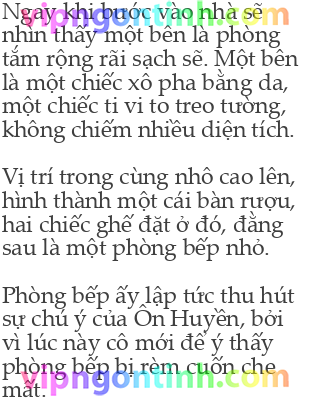 Ngay khi bước vào nhà sẽ
vipngontinh.com
nhìn thấy một bên là phòng
tắm rộng rãi sạch sẽ. Một bên
là một chiếc xô pha bằng da,
một chiếc ti vi to treo tường,
không chiếm nhiều diện tích.
Vị trí trong cùng nhô cao lên,
hình thành một cái bàn rượu,
hai chiếc ghế đặt ở đó, đằng
sau là một phòng bếp nhỏ.
Phòng bếp ấy lập tức thu hút
sự chú ý của Ôn Huyền, bởi
vì lúc này cô mới để ý thấy
phòng bếp bị rèm cuốn che
vipngontinh.com
mất.